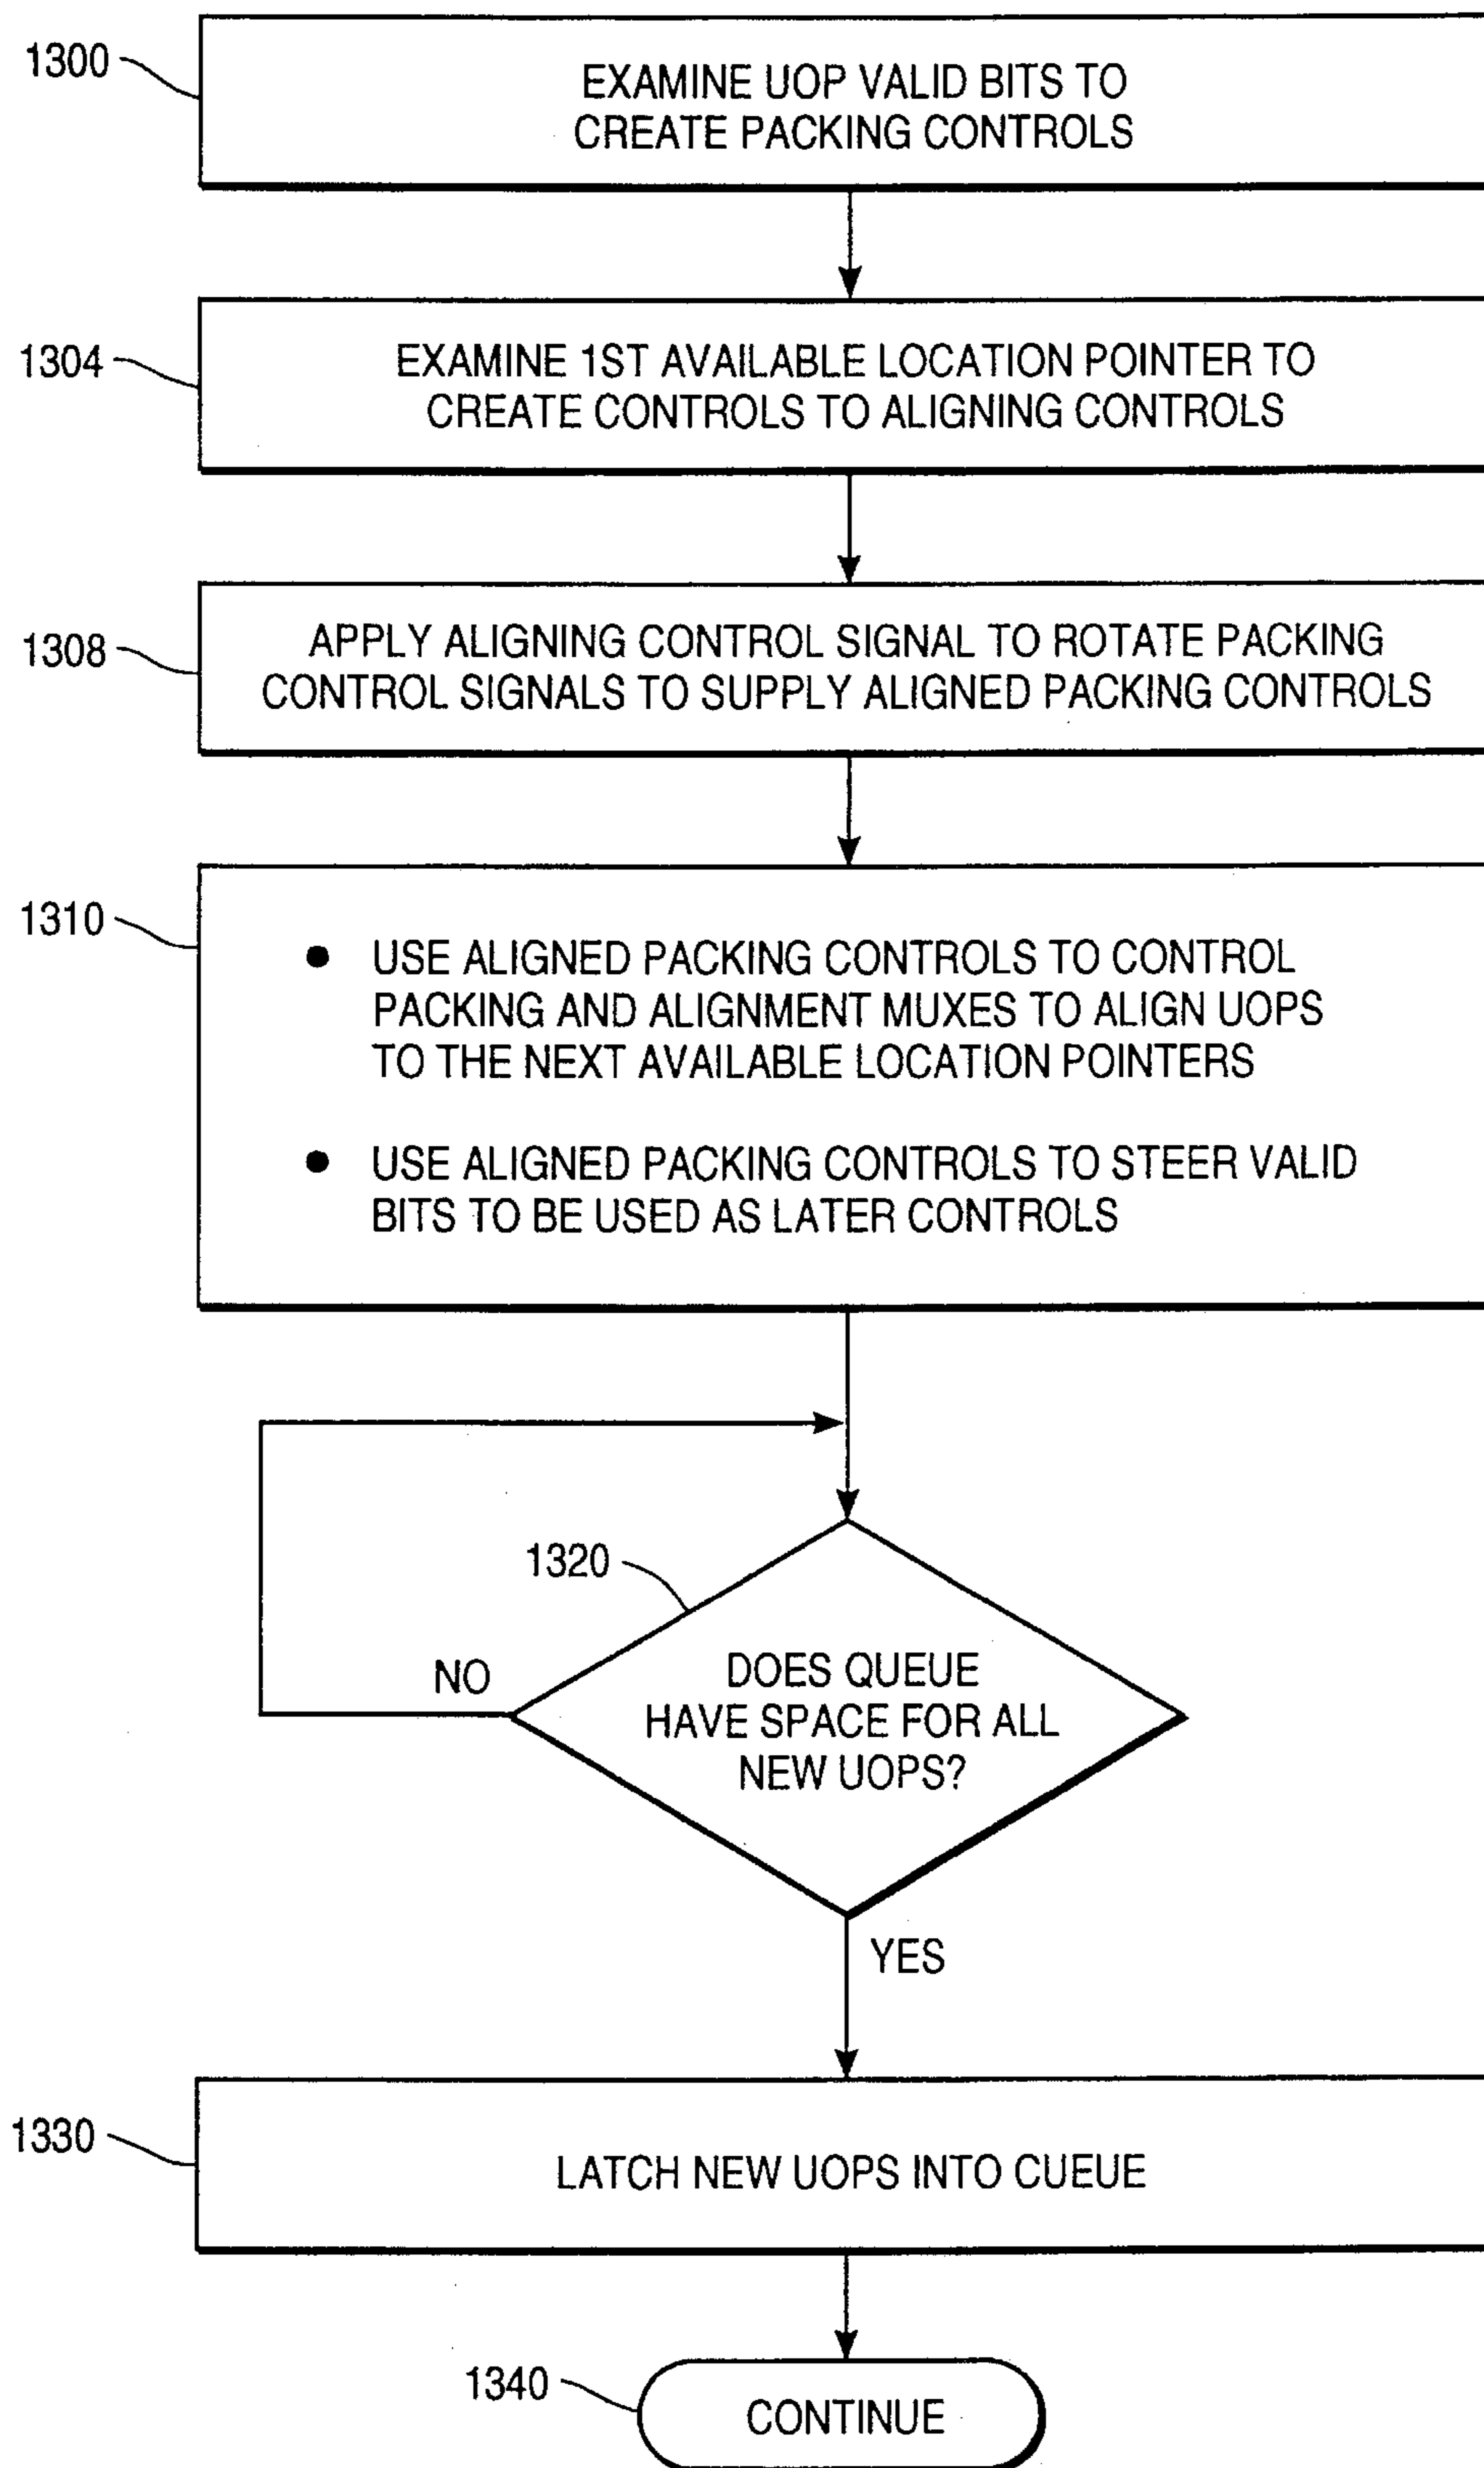 1300
EXAMINE UOP VALID BITS TO
CREATE PACKING CONTROLS
1304
EXAMINE 1ST AVAILABLE LOCATION POINTER TO
CREATE CONTROLS TO ALIGNING CONTROLS
1308
APPLY ALIGNING CONTROL SIGNAL TO ROTATE PACKING
CONTROL SIGNALS TO SUPPLY ALIGNED PACKING CONTROLS
1310
● USE ALIGNED PACKING CONTROLS TO CONTROL
PACKING AND ALIGNMENT MUXES TO ALIGN UOPS
TO THE NEXT AVAILABLE LOCATION POINTERS
● USE ALIGNED PACKING CONTROLS TO STEER VALID
BITS TO BE USED AS LATER CONTROLS
1320
NO
DOES QUEUE
HAVE SPACE FOR ALL
NEW UOPS?
YES
1330
LATCH NEW UOPS INTO CUEUE
1340
CONTINUE